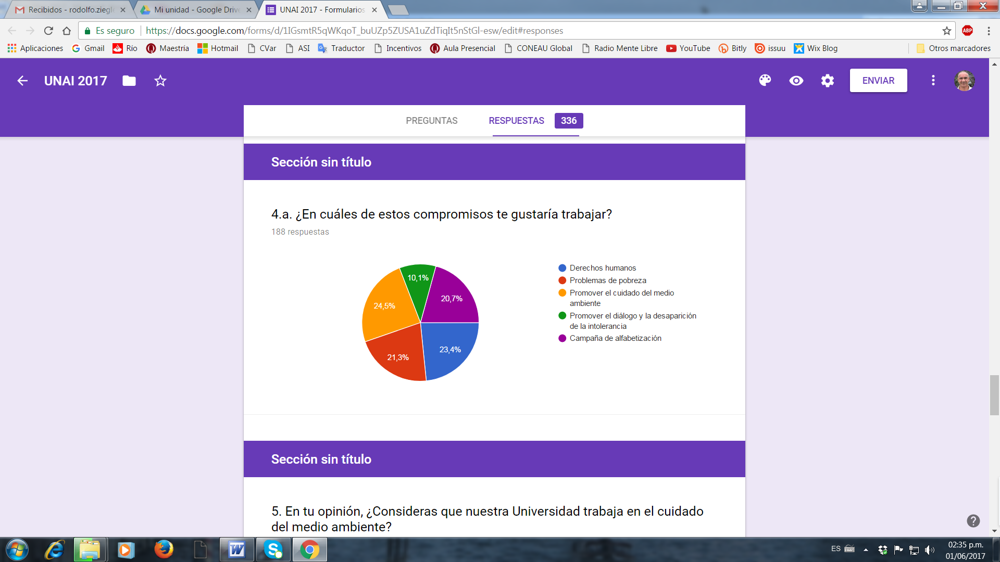 Recibidos - rodolfo.ziegle
Mi unidad - Google Drive
UNAI 2017 - Formularios
Es seguro
https://docs.google.com/forms/d/1IGsmtR5qWKqoT_buUZp5ZUSA1uZdTiqIt5nStGl-esw/edit#responses
ABP
Aplicaciones
Gmail
Río
Maestría
Hotmail
CVar
ASI
Traductor
Incentivos
Aula Presencial
CONEAU Global
Radio Mente Libre
YouTube
Bitly
issuu
Wix Blog
Otros marcadores
UNAI 2017
ENVIAR
PREGUNTAS
RESPUESTAS 336
Sección sin título
4.a. ¿En cuáles de estos compromisos te gustaría trabajar?
188 respuestas
10,1%
20,7%
24,5%
23,4%
21,3%
Derechos humanos
Problemas de pobreza
Promover el cuidado del medio
ambiente
Promover el diálogo y la desaparición
de la intolerancia
Campaña de alfabetización
Sección sin título
5. En tu opinión, ¿Consideras que nuestra Universidad trabaja en el cuidado
del medio ambiente?
ES
02:35 p.m.
01/06/2017